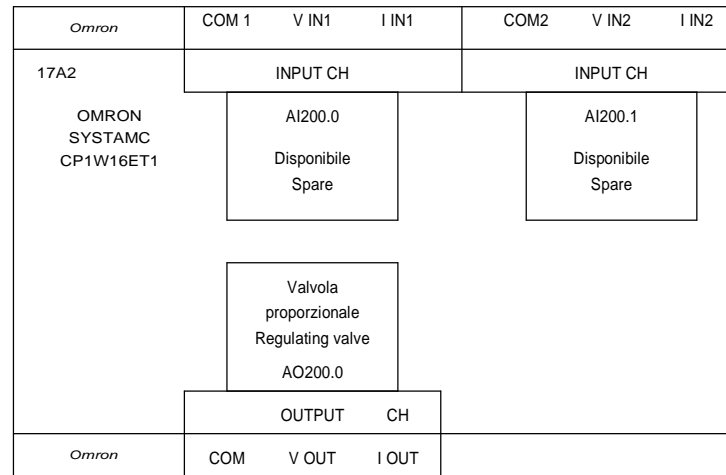 Omron COM 1 V IN1 I IN1 COM2 V IN2 I IN2
17A2 INPUT CH INPUT CH
OMRON
SYSTAMC
CP1W16ET1
AI200.0
Disponibile
Spare
AI200.1
Disponibile
Spare
Valvola
proporzionale
Regulating valve
AO200.0
OUTPUT CH
Omron COM V OUT I OUT